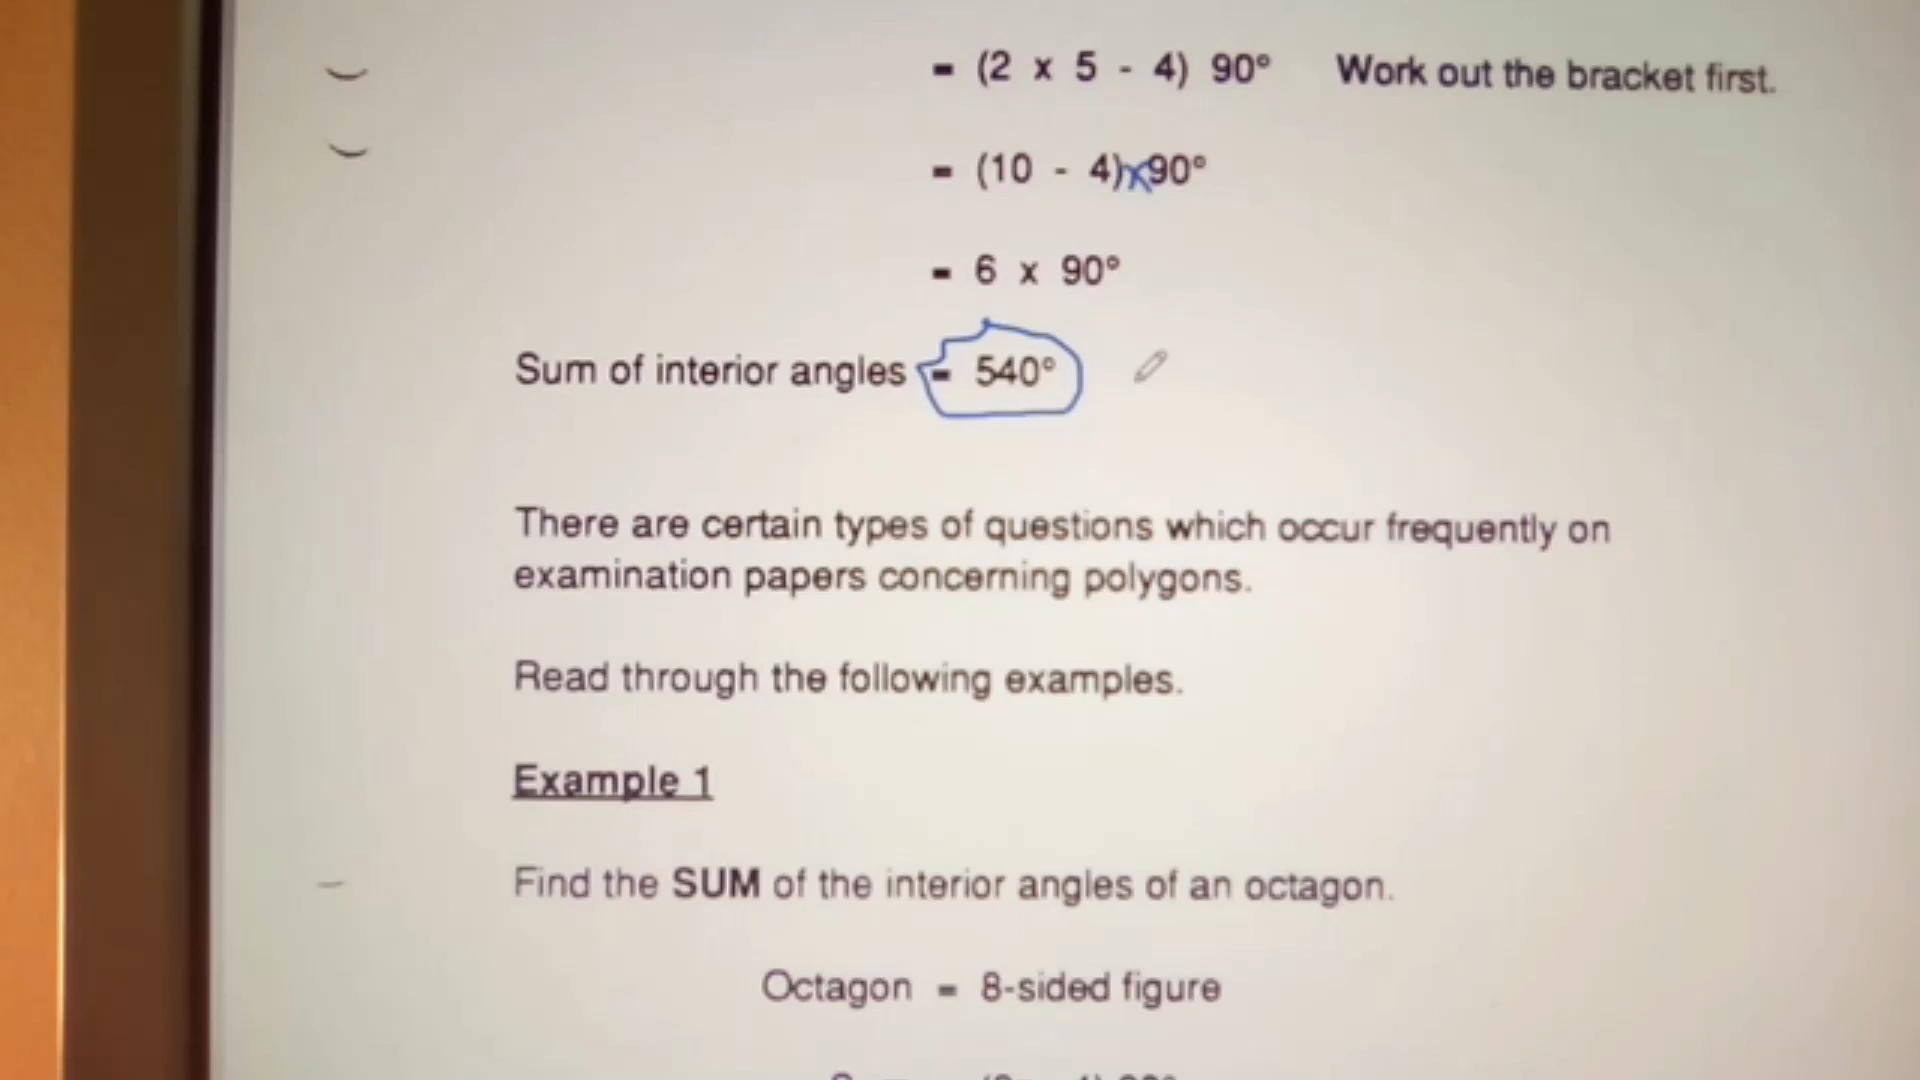 = (2 x 5 - 4) 90° Work out the bracket first.
= (10 - 4)x90°
= 6 x 90°
Sum of interior angles = 540°
There are certain types of questions which occur frequently on
examination papers concerning polygons.
Read through the following examples.
Example 1
Find the SUM of the interior angles of an octagon.
Octagon = 8-sided figure